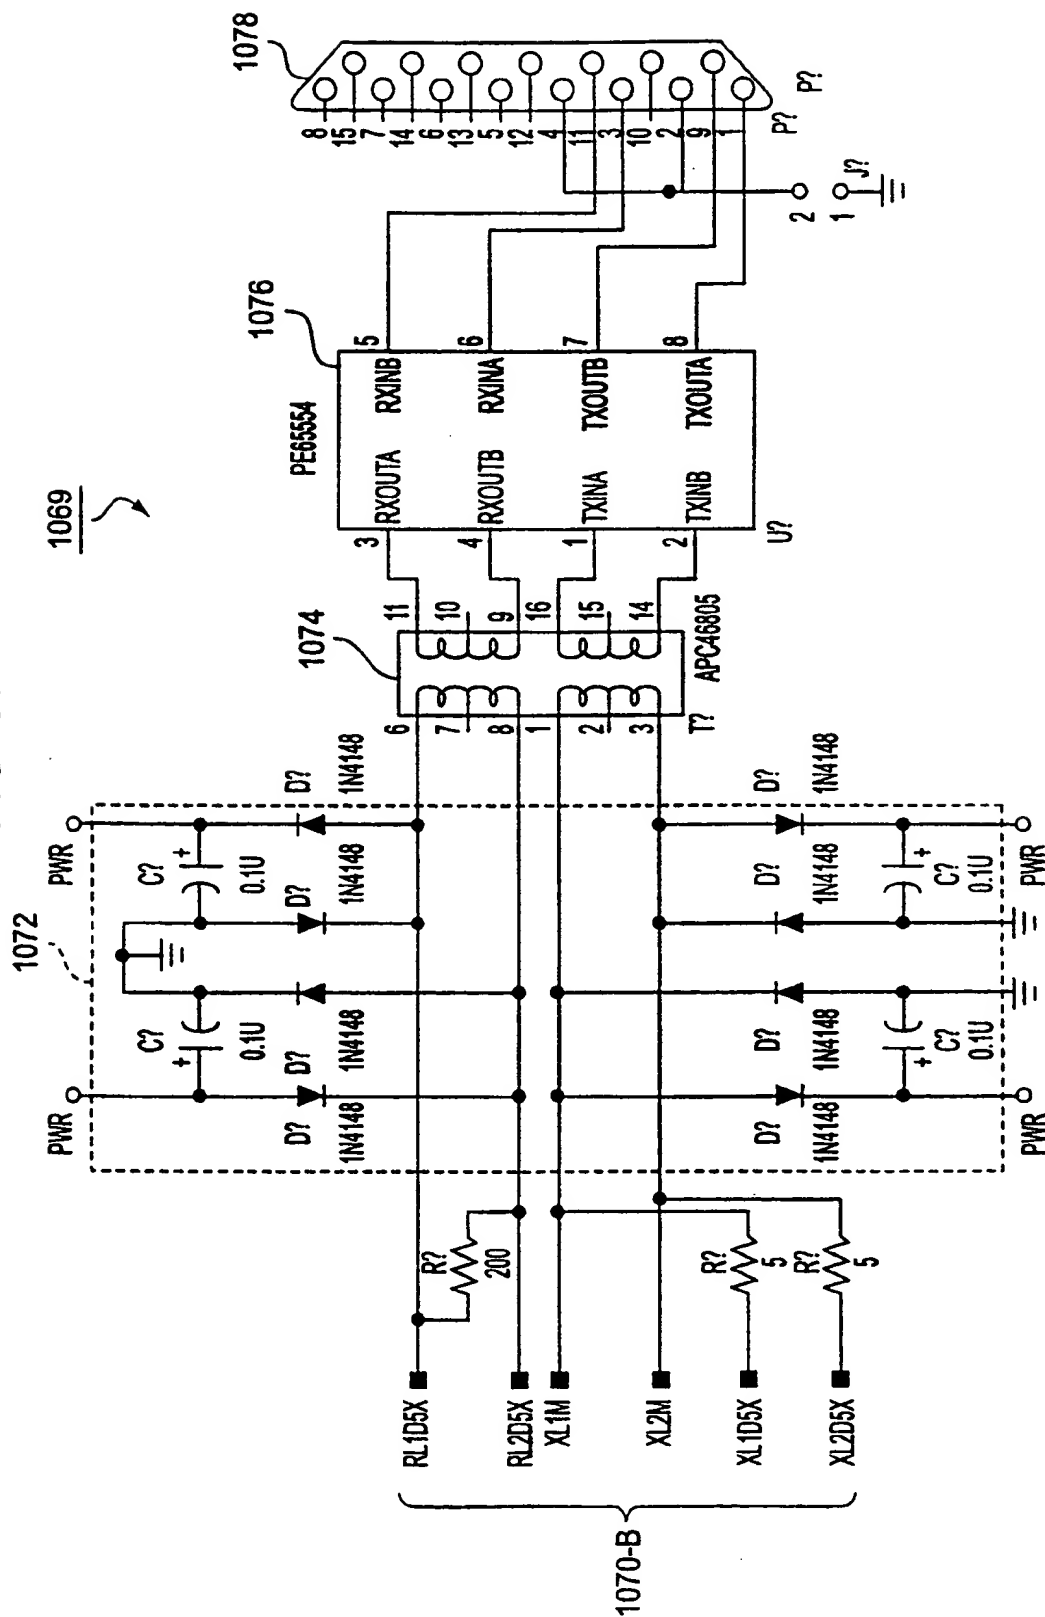 1069
1070-B
RL1D5X
RL2D5X
XL1M
XL2M
XL1D5X
XL2D5X
R?
200
R?
5
R?
5
1072
PWR
PWR
C?
0.1U
C?
0.1U
D?
1N4148
D?
1N4148
D?
1N4148
D?
1N4148
D?
1N4148
D?
1N4148
D?
1N4148
D?
1N4148
C?
0.1U
C?
0.1U
PWR
PWR
1074
6
7
8
1
2
3
T?
11
10
9
16
15
14
APC46805
1076
PE65554
3
4
1
2
RXOUTA
RXOUTB
TXINA
TXINB
RXINB
RXINA
TXOUTB
TXOUTA
5
6
7
8
U?
1078
8
15
7
14
6
13
5
12
4
11
3
10
2
9
1
P?
P?
2
1
J?